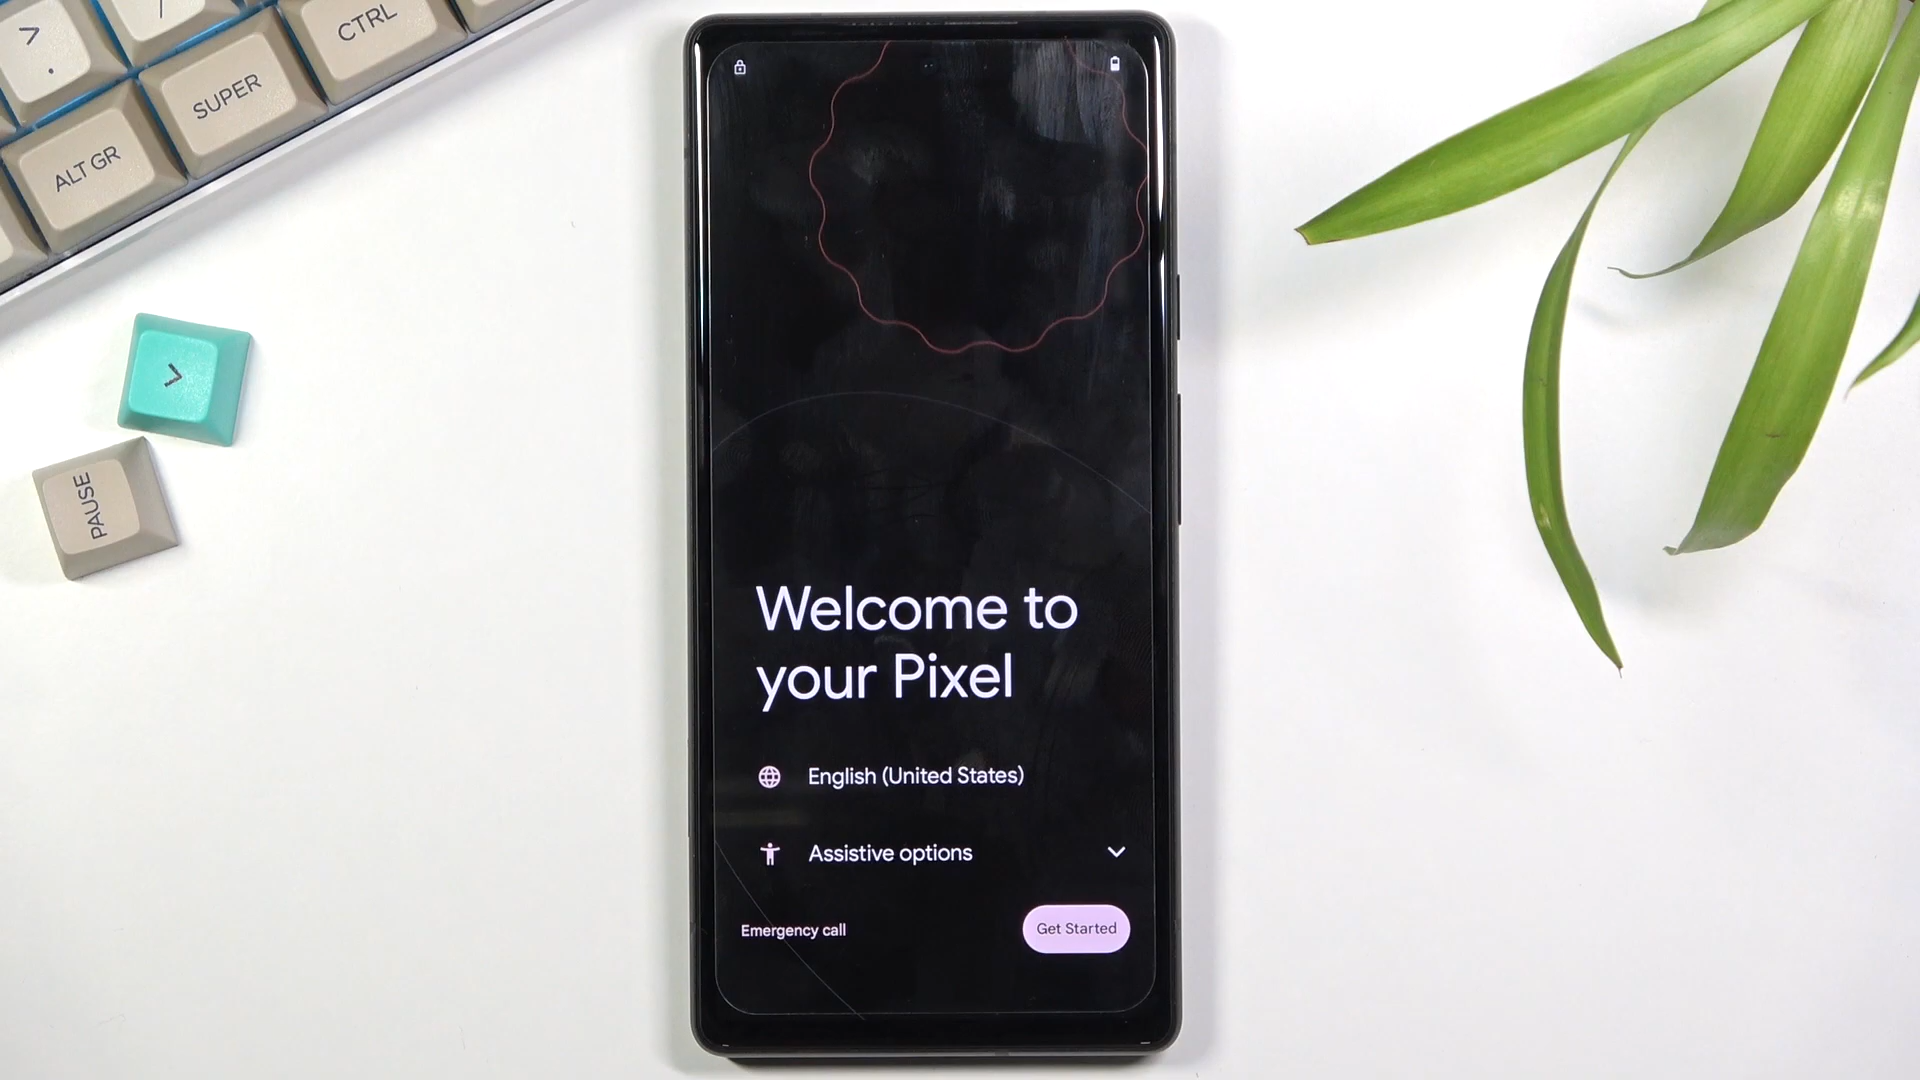 >
.
/
CTRL
SUPER
ALT GR
>
PAUSE
Welcome to
your Pixel
English (United States)
Assistive options
Emergency call
Get Started